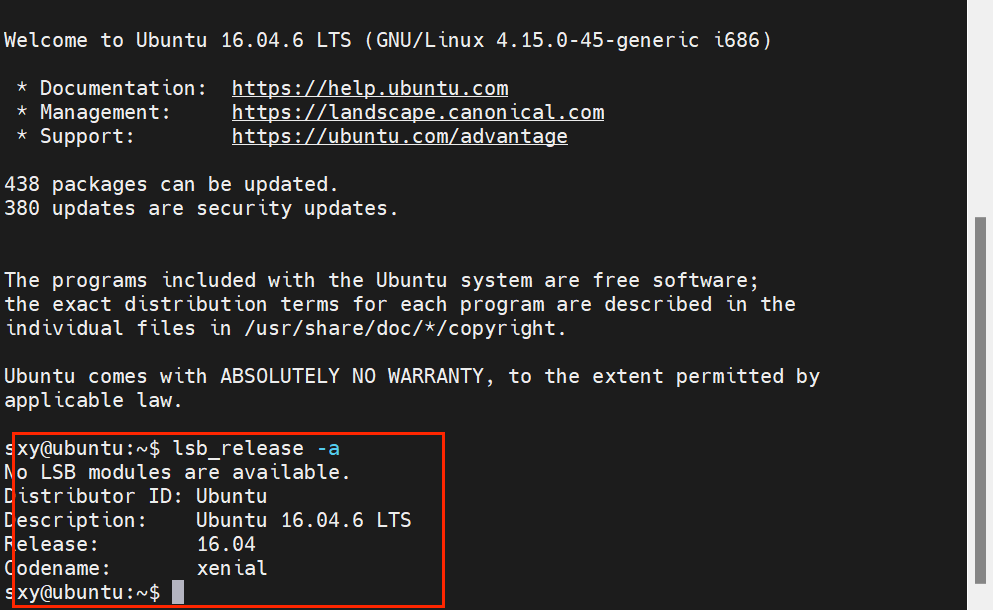 Welcome to Ubuntu 16.04.6 LTS (GNU/Linux 4.15.0-45-generic i686)
* Documentation:  https://help.ubuntu.com
* Management:     https://landscape.canonical.com
* Support:        https://ubuntu.com/advantage
438 packages can be updated.
380 updates are security updates.
The programs included with the Ubuntu system are free software;
the exact distribution terms for each program are described in the
individual files in /usr/share/doc/*/copyright.
Ubuntu comes with ABSOLUTELY NO WARRANTY, to the extent permitted by
applicable law.
sxy@ubuntu:~$ lsb_release -a
No LSB modules are available.
Distributor ID: Ubuntu
Description:    Ubuntu 16.04.6 LTS
Release:        16.04
Codename:       xenial
sxy@ubuntu:~$